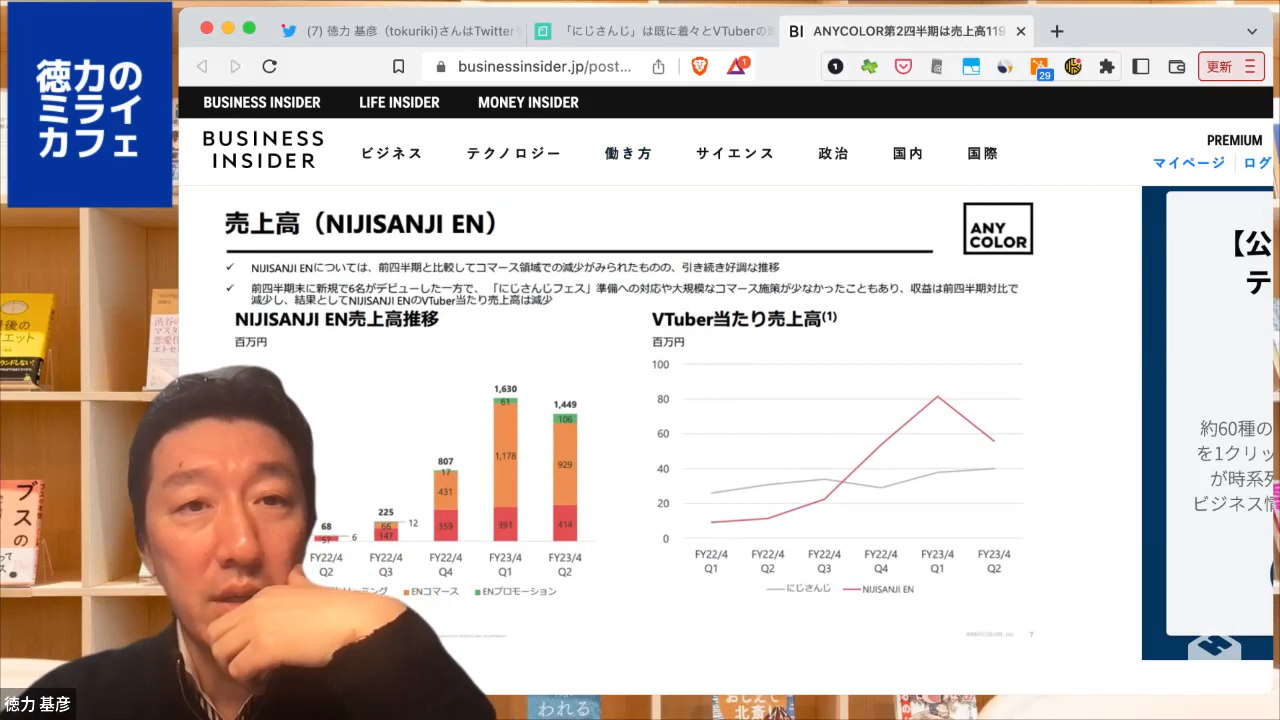 徳力の
ミライ
カフェ
(7) 徳力 基彦（tokuriki)さんはTwitter
「にじさんじ」は既に着々とVTuberの
BI ANYCOLOR第2四半期は売上高119
businessinsider.jp/post...
1
1
29
更新
BUSINESS INSIDER
LIFE INSIDER
MONEY INSIDER
BUSINESS
INSIDER
ビジネス
テクノロジー
働き方
サイエンス
政治
国内
国際
PREMIUM
マイページ
ログ
売上高（NIJISANJI EN）
ANY
COLOR
NIJISANJI ENについては、前四半期と比較してコマース領域での減少がみられたものの、引き続き好調な推移
前四半期末に新規で6名がデビューした一方で、「にじさんじフェス」準備への対応や大規模なコマース施策が少なかったこともあり、収益は前四半期対比で
減少し、結果としてNIJISANJI ENのVTuber当たり売上高は減少
NIJISANJI EN売上高推移
百万円
68
57
6
225
66
147
12
807
17
431
359
1,630
61
1,178
391
1,449
106
929
414
FY22/4
Q2
FY22/4
Q3
FY22/4
Q4
FY23/4
Q1
FY23/4
Q2
リーミング
ENコマース
ENプロモーション
VTuber当たり売上高(1)
百万円
100
80
60
40
20
0
FY22/4
Q1
FY22/4
Q2
FY22/4
Q3
FY22/4
Q4
FY23/4
Q1
FY23/4
Q2
にじさんじ
NIJISANJI EN
©ANYCOLOR, Inc.
7
【公
テ
約60種の
を1クリッ
が時系列
ビジネス情
ブスの
われる
徳力 基彦